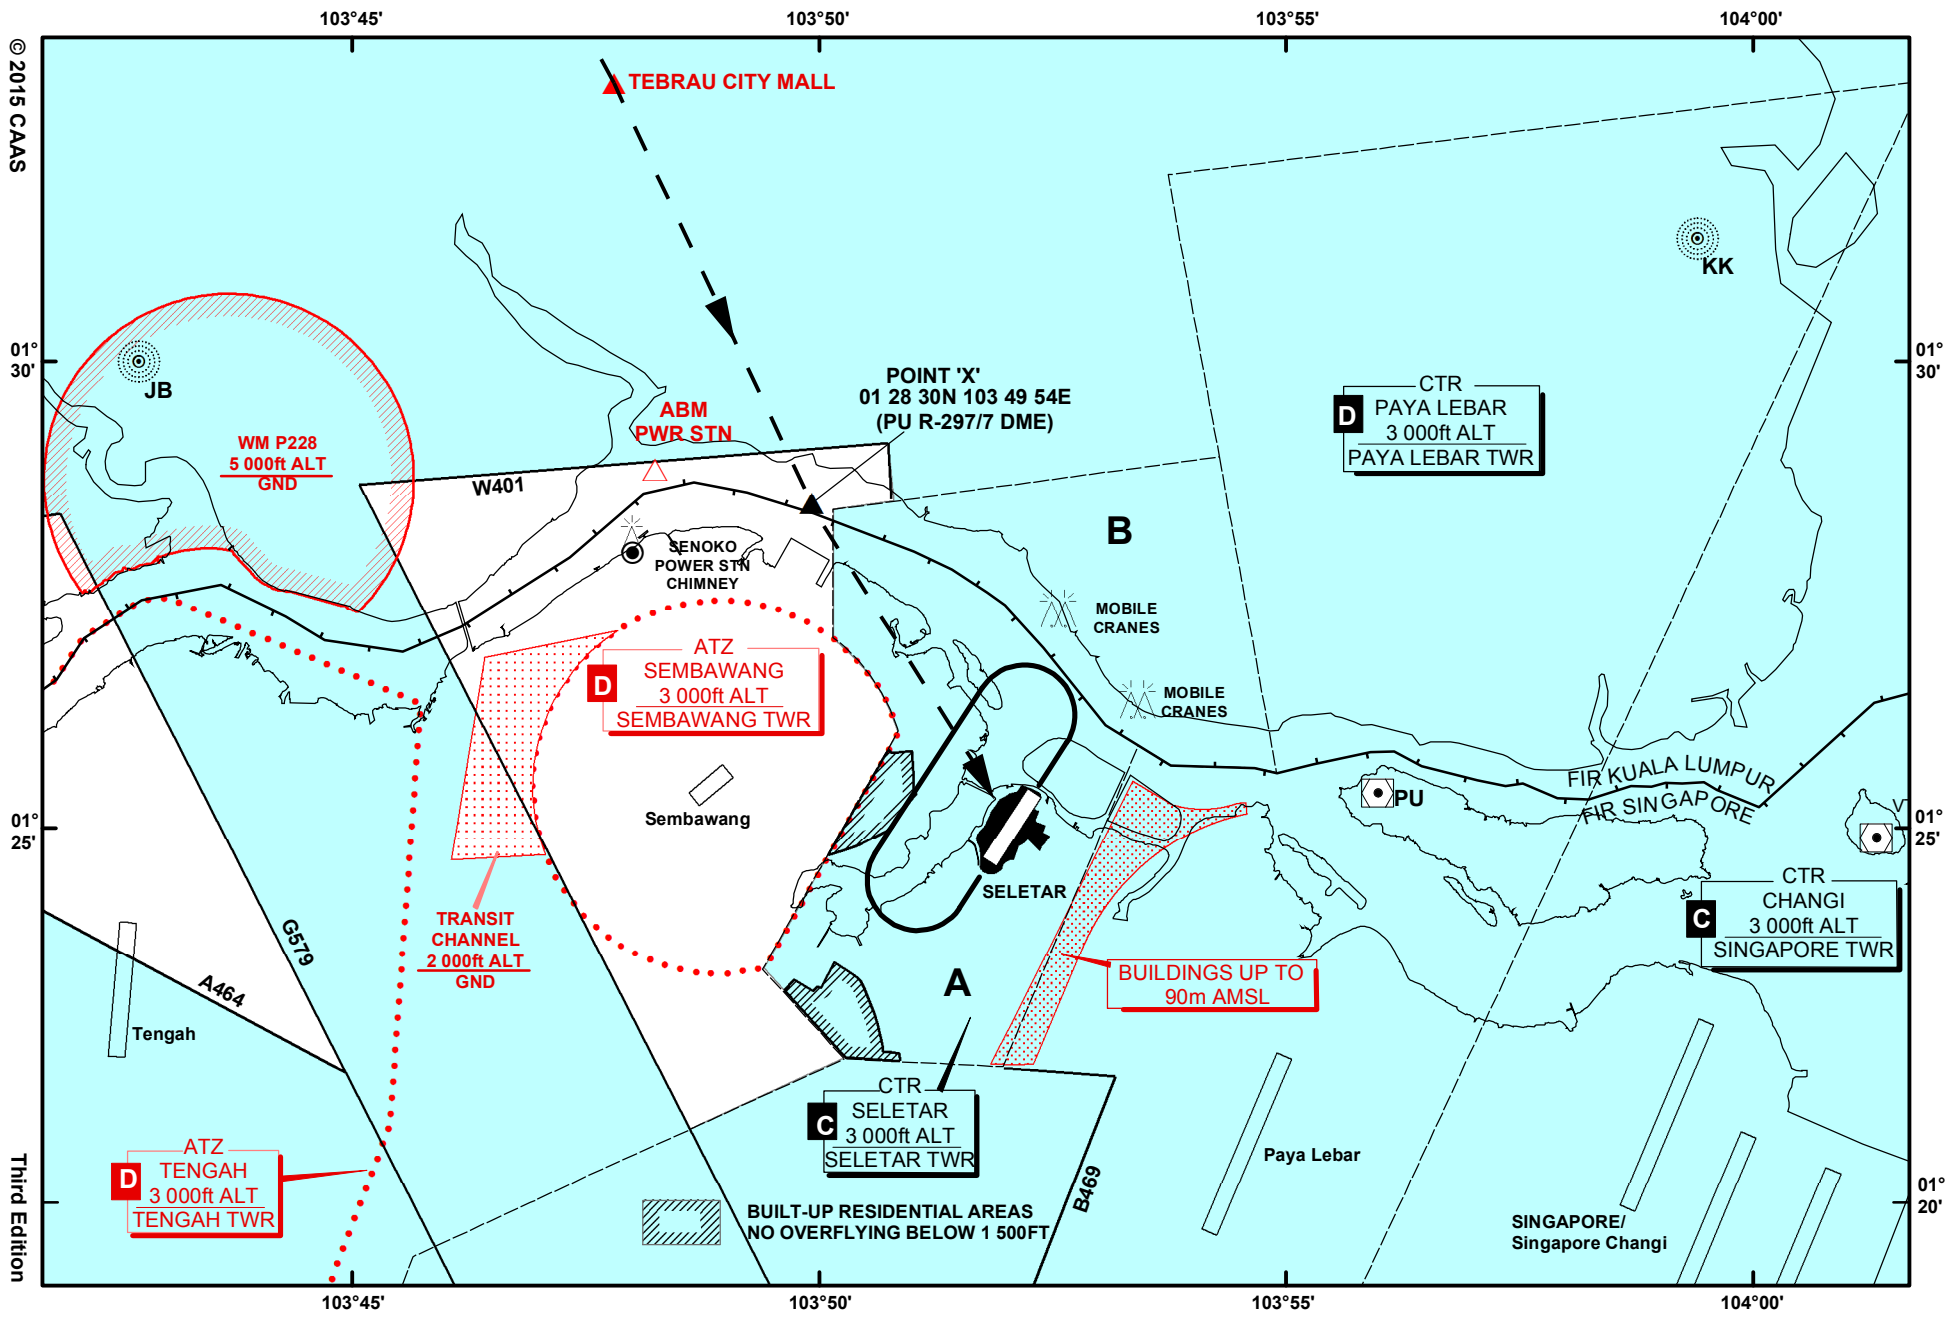 103°45'
103°50'
103°55'
104°00'
© 2015 CAAS
TEBRAU CITY MALL
KK
01°
30'
01°
30'
JB
POINT 'X'
01 28 30N 103 49 54E
(PU R-297/7 DME)
CTR
D
PAYA LEBAR
3 000ft ALT
PAYA LEBAR TWR
ABM
PWR STN
WM P228
5 000ft ALT
GND
W401
B
SENOKO
POWER STN
CHIMNEY
MOBILE
CRANES
MOBILE
CRANES
ATZ
D
SEMBAWANG
3 000ft ALT
SEMBAWANG TWR
FIR KUALA LUMPUR
FIR SINGAPORE
PU
V
Sembawang
01°
25'
01°
25'
SELETAR
CTR
C
CHANGI
3 000ft ALT
SINGAPORE TWR
TRANSIT
CHANNEL
2 000ft ALT
GND
G579
A464
Tengah
A
BUILDINGS UP TO
90m AMSL
CTR
C
SELETAR
3 000ft ALT
SELETAR TWR
B469
Paya Lebar
ATZ
D
TENGAH
3 000ft ALT
TENGAH TWR
BUILT-UP RESIDENTIAL AREAS
NO OVERFLYING BELOW 1 500FT
SINGAPORE/
Singapore Changi
01°
20'
Third Edition
103°45'
103°50'
103°55'
104°00'